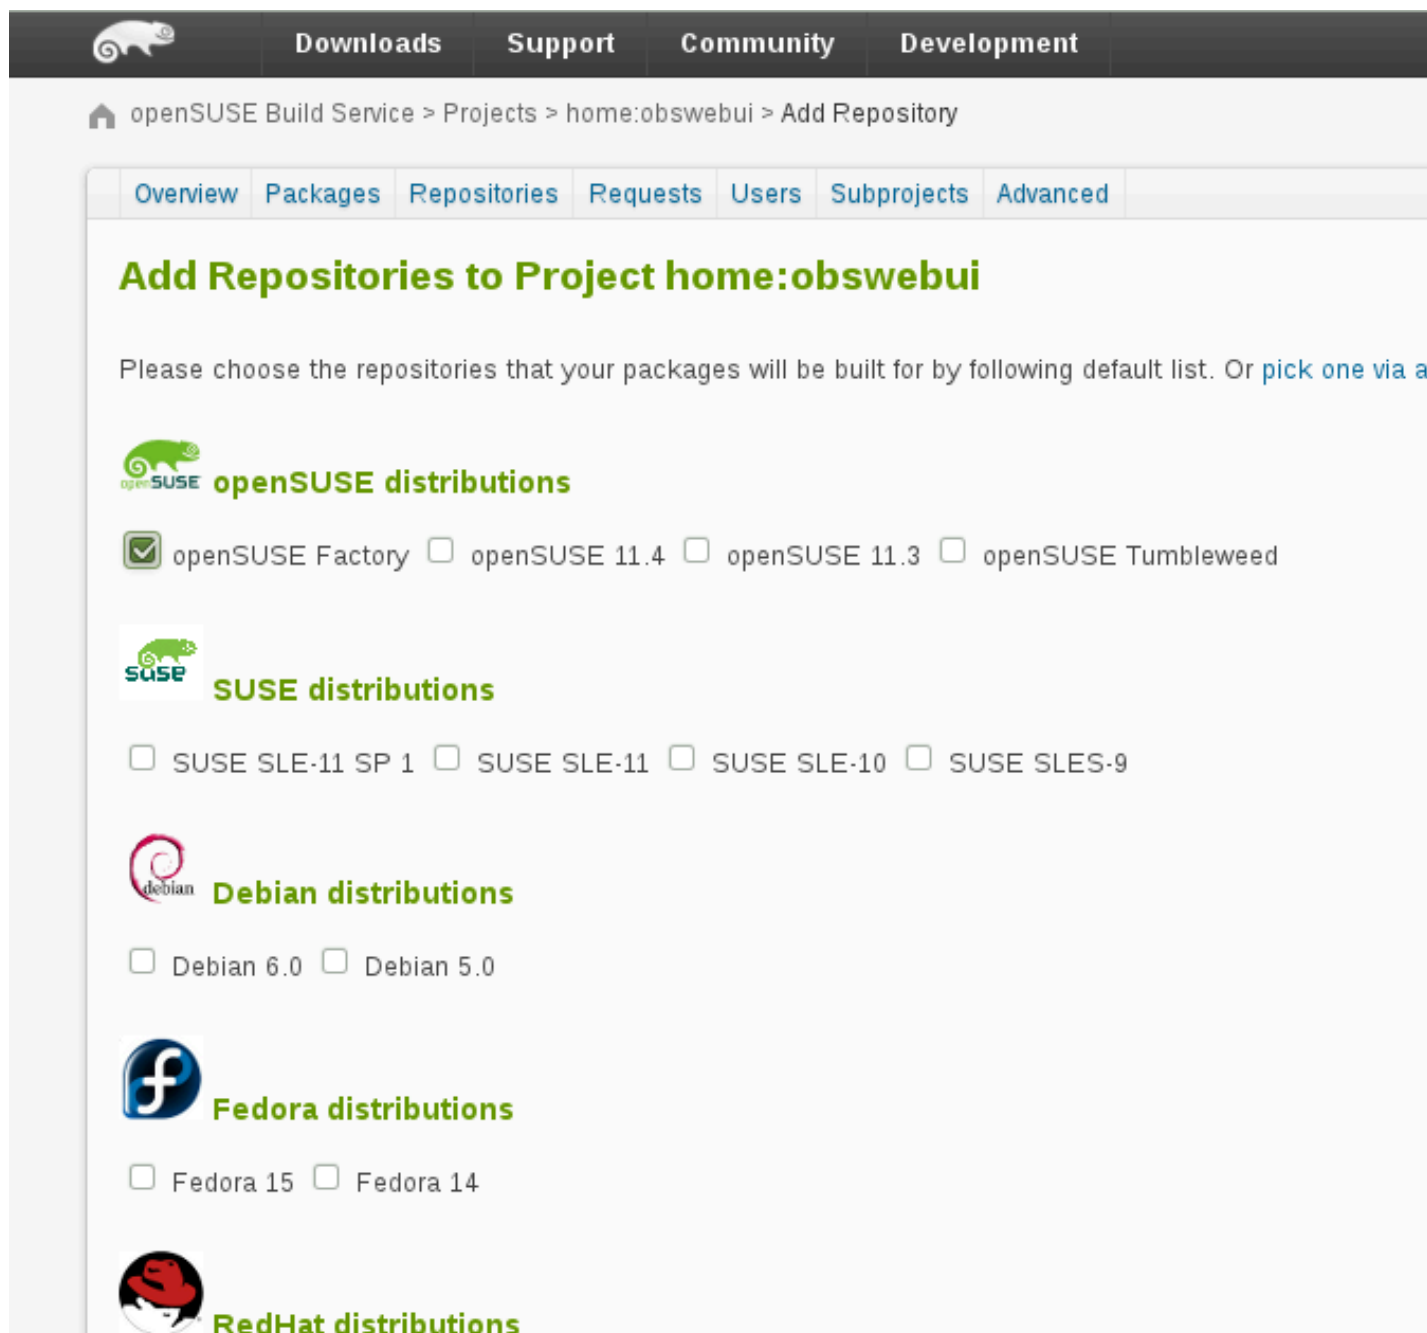 Downloads Support Community Development
openSUSE Build Service > Projects > home:obswebui > Add Repository
Overview Packages Repositories Requests Users Subprojects Advanced
Add Repositories to Project home:obswebui
Please choose the repositories that your packages will be built for by following default list. Or pick one via a
openSUSE
openSUSE distributions
openSUSE Factory openSUSE 11.4 openSUSE 11.3 openSUSE Tumbleweed
SUSE
SUSE distributions
SUSE SLE-11 SP 1 SUSE SLE-11 SUSE SLE-10 SUSE SLES-9
debian
Debian distributions
Debian 6.0 Debian 5.0
Fedora distributions
Fedora 15 Fedora 14
RedHat distributions